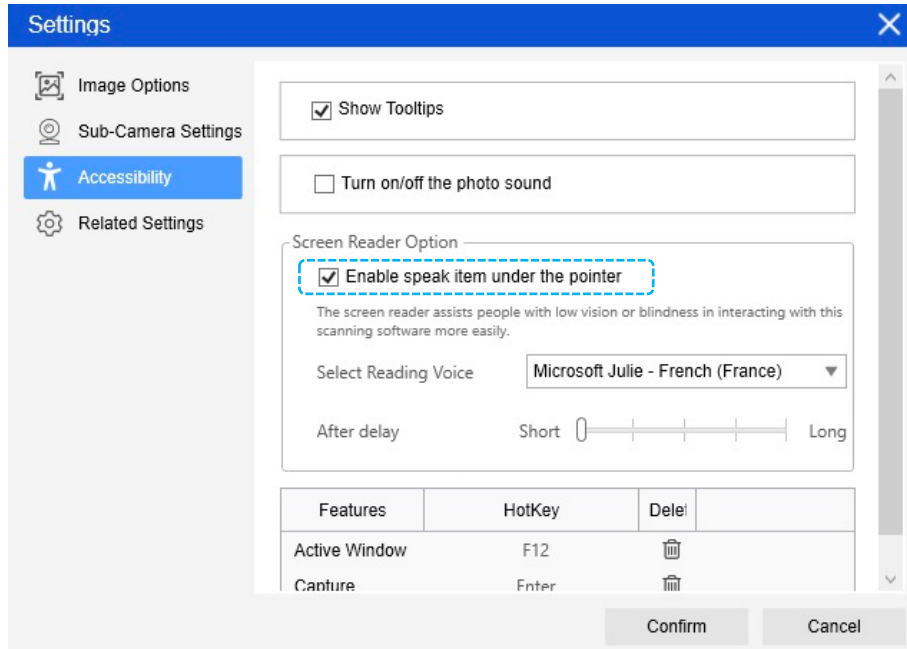 Settings
Image Options
Sub-Camera Settings
Accessibility
Related Settings
Show Tooltips
Turn on/off the photo sound
Screen Reader Option
Enable speak item under the pointer
The screen reader assists people with low vision or blindness in interacting with this
scanning software more easily.
Select Reading Voice Microsoft Julie - French (France)
After delay Short Long
Features HotKey Delet
Active Window F12
Capture Enter
Confirm Cancel